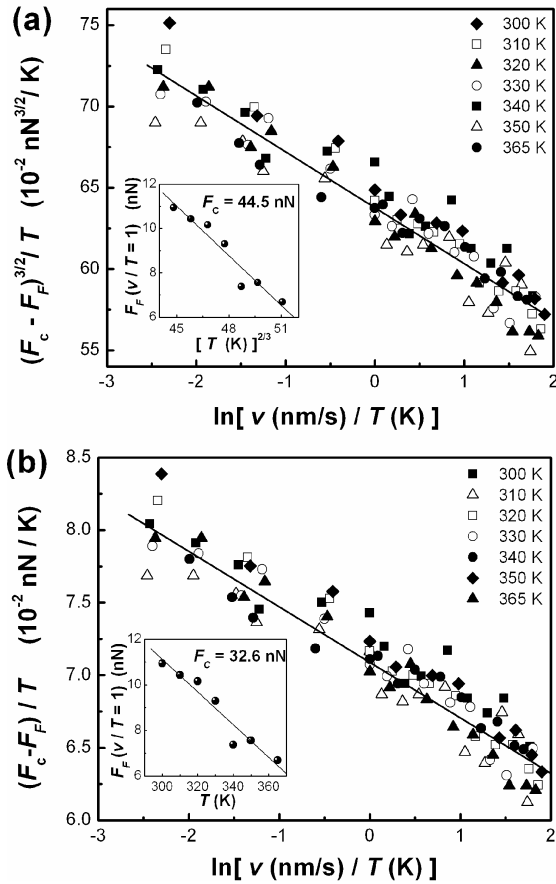 (a)
75
70
65
60
55
(F_c - F_F)^3/2 / T (10^-2 nN^3/2 / K)
300 K
310 K
320 K
330 K
340 K
350 K
365 K
12
10
8
6
F_F (v / T = 1) (nN)
F_C = 44.5 nN
45 48 51
[ T (K) ]^2/3
-3 -2 -1 0 1 2
ln[ v (nm/s) / T (K) ]
(b)
8.5
8.0
7.5
7.0
6.5
6.0
(F_c-F_F) / T (10^-2 nN / K)
300 K
310 K
320 K
330 K
340 K
350 K
365 K
12
10
8
6
F_F (v / T = 1) (nN)
F_C = 32.6 nN
300 320 340 360
T (K)
-3 -2 -1 0 1 2
ln[ v (nm/s) / T (K) ]